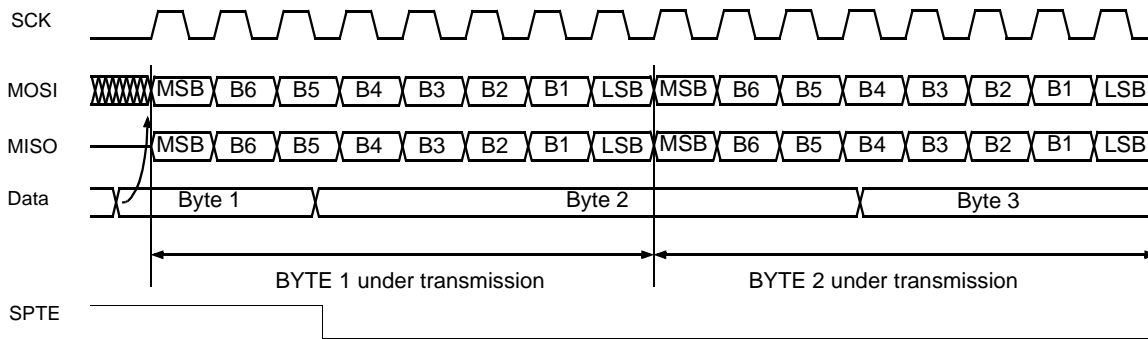 SCK
MOSI MSB B6 B5 B4 B3 B2 B1 LSB MSB B6 B5 B4 B3 B2 B1 LSB
MISO MSB B6 B5 B4 B3 B2 B1 LSB MSB B6 B5 B4 B3 B2 B1 LSB
Data Byte 1 Byte 2 Byte 3
BYTE 1 under transmission BYTE 2 under transmission
SPTE